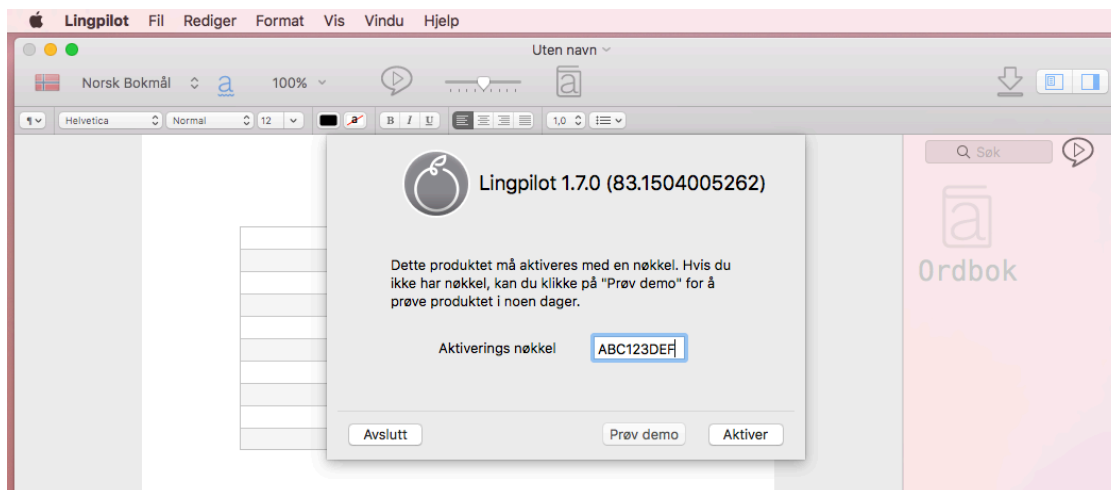 Lingpilot Fil Rediger Format Vis Vindu Hjelp
Uten navn
Norsk Bokmål a 100% a
¶ Helvetica Normal 12 a B I U 1,0
Søk
a
Ordbok
Lingpilot 1.7.0 (83.1504005262)
Dette produktet må aktiveres med en nøkkel. Hvis du
ikke har nøkkel, kan du klikke på "Prøv demo" for å
prøve produktet i noen dager.
Aktiverings nøkkel ABC123DEF
Avslutt Prøv demo Aktiver